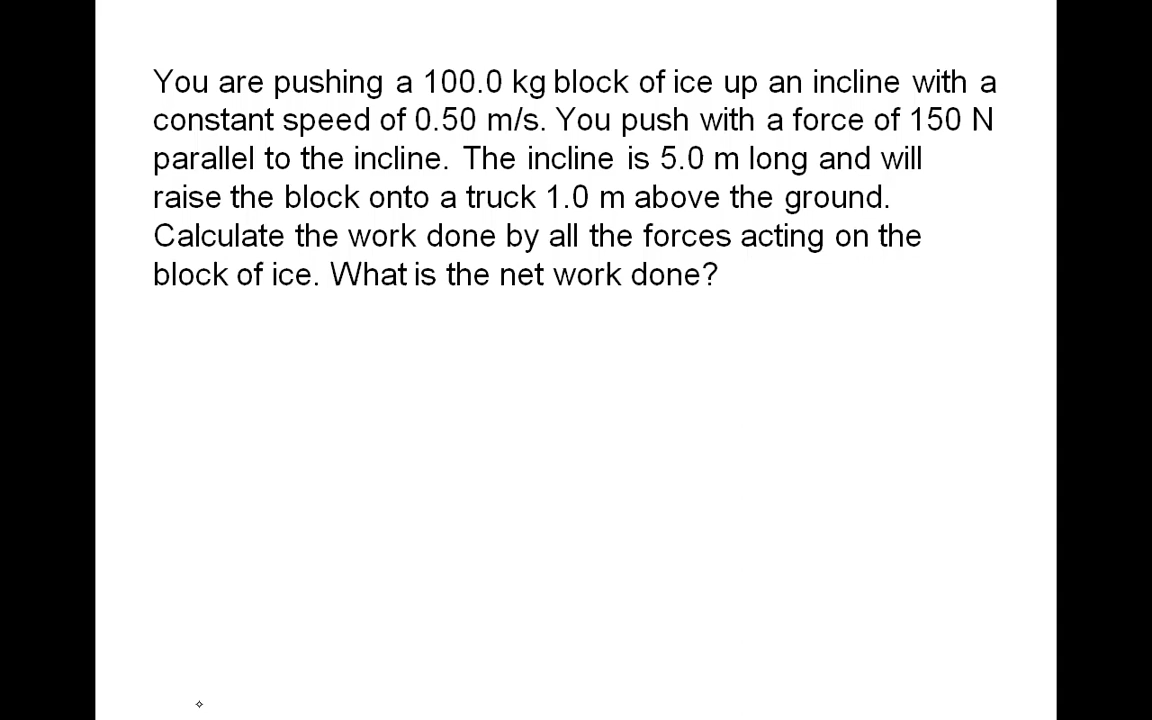 You are pushing a 100.0 kg block of ice up an incline with a
constant speed of 0.50 m/s. You push with a force of 150 N
parallel to the incline. The incline is 5.0 m long and will
raise the block onto a truck 1.0 m above the ground.
Calculate the work done by all the forces acting on the
block of ice. What is the net work done?